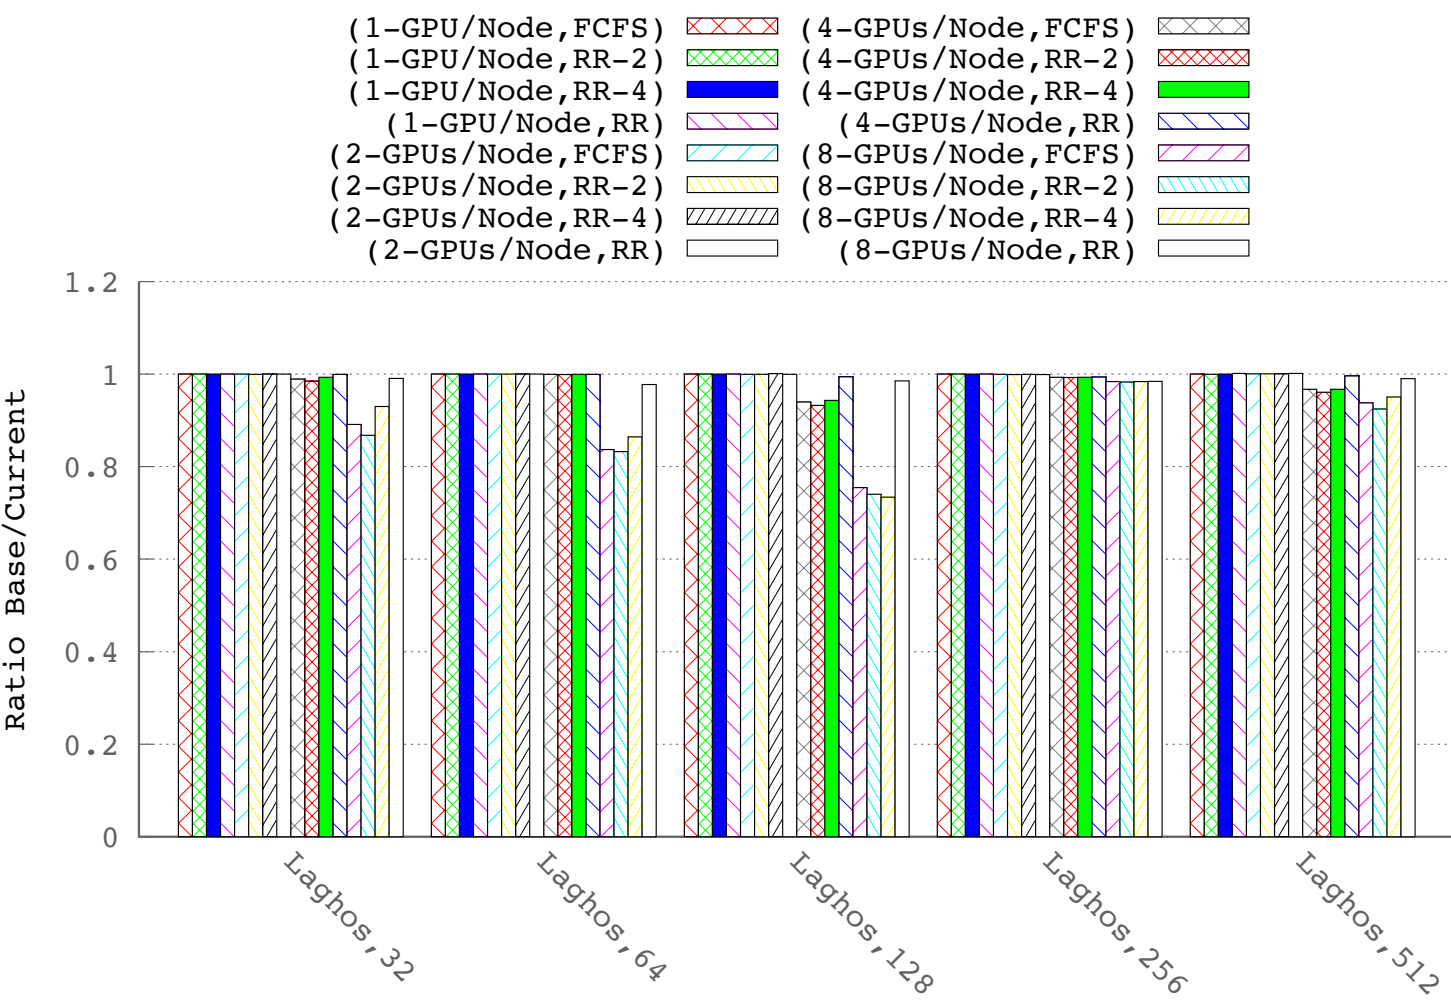 (1-GPU/Node,FCFS)
(1-GPU/Node,RR-2)
(1-GPU/Node,RR-4)
(1-GPU/Node,RR)
(2-GPUs/Node,FCFS)
(2-GPUs/Node,RR-2)
(2-GPUs/Node,RR-4)
(2-GPUs/Node,RR)
(4-GPUs/Node,FCFS)
(4-GPUs/Node,RR-2)
(4-GPUs/Node,RR-4)
(4-GPUs/Node,RR)
(8-GPUs/Node,FCFS)
(8-GPUs/Node,RR-2)
(8-GPUs/Node,RR-4)
(8-GPUs/Node,RR)
Ratio Base/Current
1.2
1
0.8
0.6
0.4
0.2
0
Laghos,32
Laghos,64
Laghos,128
Laghos,256
Laghos,512